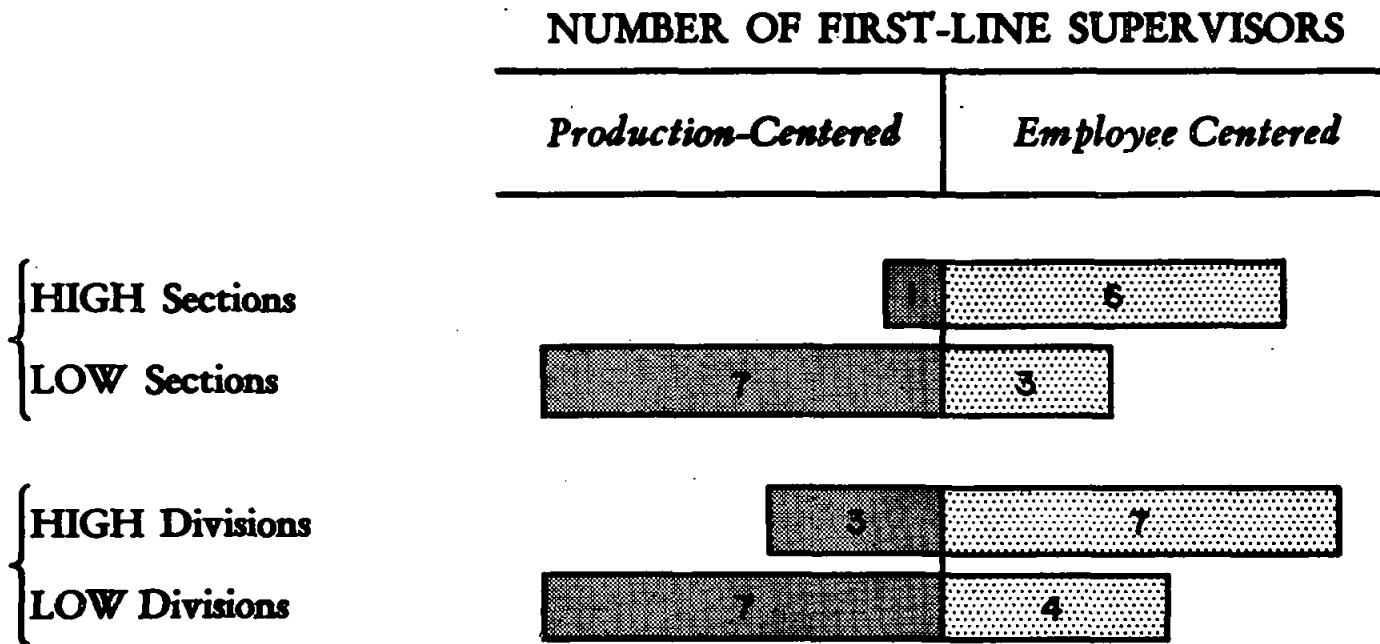 NUMBER OF FIRST-LINE SUPERVISORS
Production-Centered Employee Centered
HIGH Sections 1 6
LOW Sections 7 3
HIGH Divisions 3 7
LOW Divisions 7 4